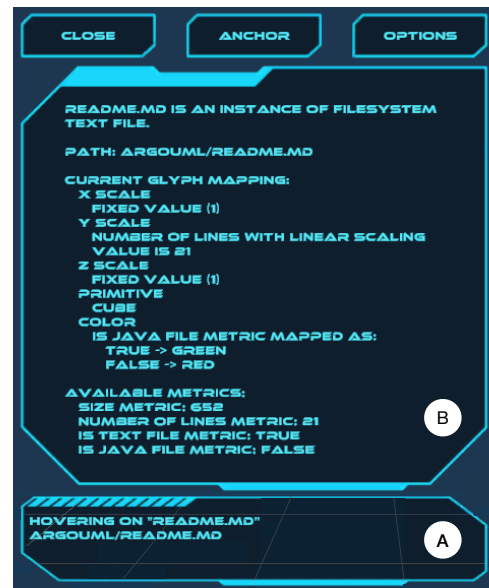 CLOSE
ANCHOR
OPTIONS
README.MD IS AN INSTANCE OF FILESYSTEM
TEXT FILE.
PATH: ARGOUML/README.MD
CURRENT GLYPH MAPPING:
X SCALE
FIXED VALUE (1)
Y SCALE
NUMBER OF LINES WITH LINEAR SCALING
VALUE IS 21
Z SCALE
FIXED VALUE (1)
PRIMITIVE
CUBE
COLOR
IS JAVA FILE METRIC MAPPED AS:
TRUE -> GREEN
FALSE -> RED
AVAILABLE METRICS:
SIZE METRIC: 652
NUMBER OF LINES METRIC: 21
IS TEXT FILE METRIC: TRUE
IS JAVA FILE METRIC: FALSE
B
HOVERING ON "README.MD"
ARGOUML/README.MD
A